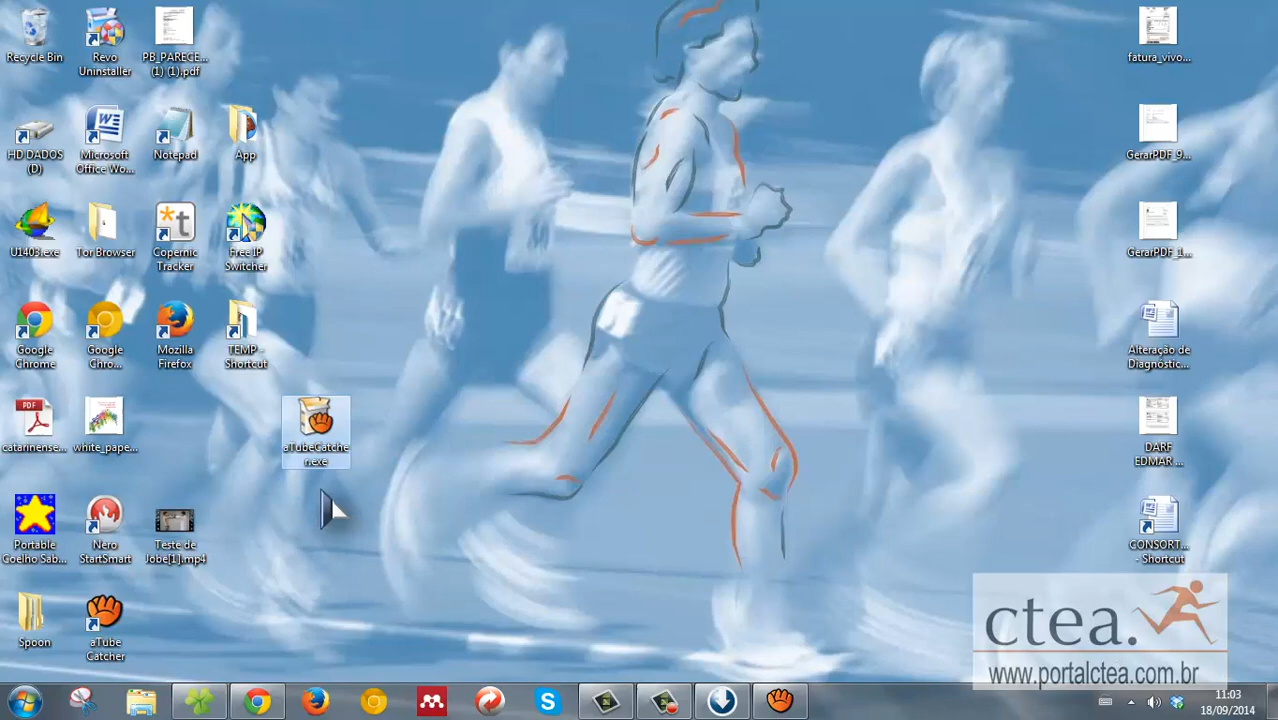 Recycle Bin
Revo
Uninstaller
PB_PARECE...
(1) (1).pdf
HD DADOS
(D)
Microsoft
Office Wo...
Notepad
App
U1403.exe
Tor Browser
Copernic
Tracker
Free IP
Switcher
Google
Chrome
Google
Chro...
Mozilla
Firefox
TEMP -
Shortcut
PDF
catarinense...
white_pape...
aTubeCatche
r.exe
Portable
Coelho Sab...
Nero
StartSmart
Teste de
Jobe[1].mp4
Spoon
aTube
Catcher
fatura_vivo...
GerarPDF_9...
GerarPDF_1...
Alteração de
Diagnostic...
DARF
EDMAR ...
CONSORT...
- Shortcut
ctea.
www.portalctea.com.br
11:03
18/09/2014